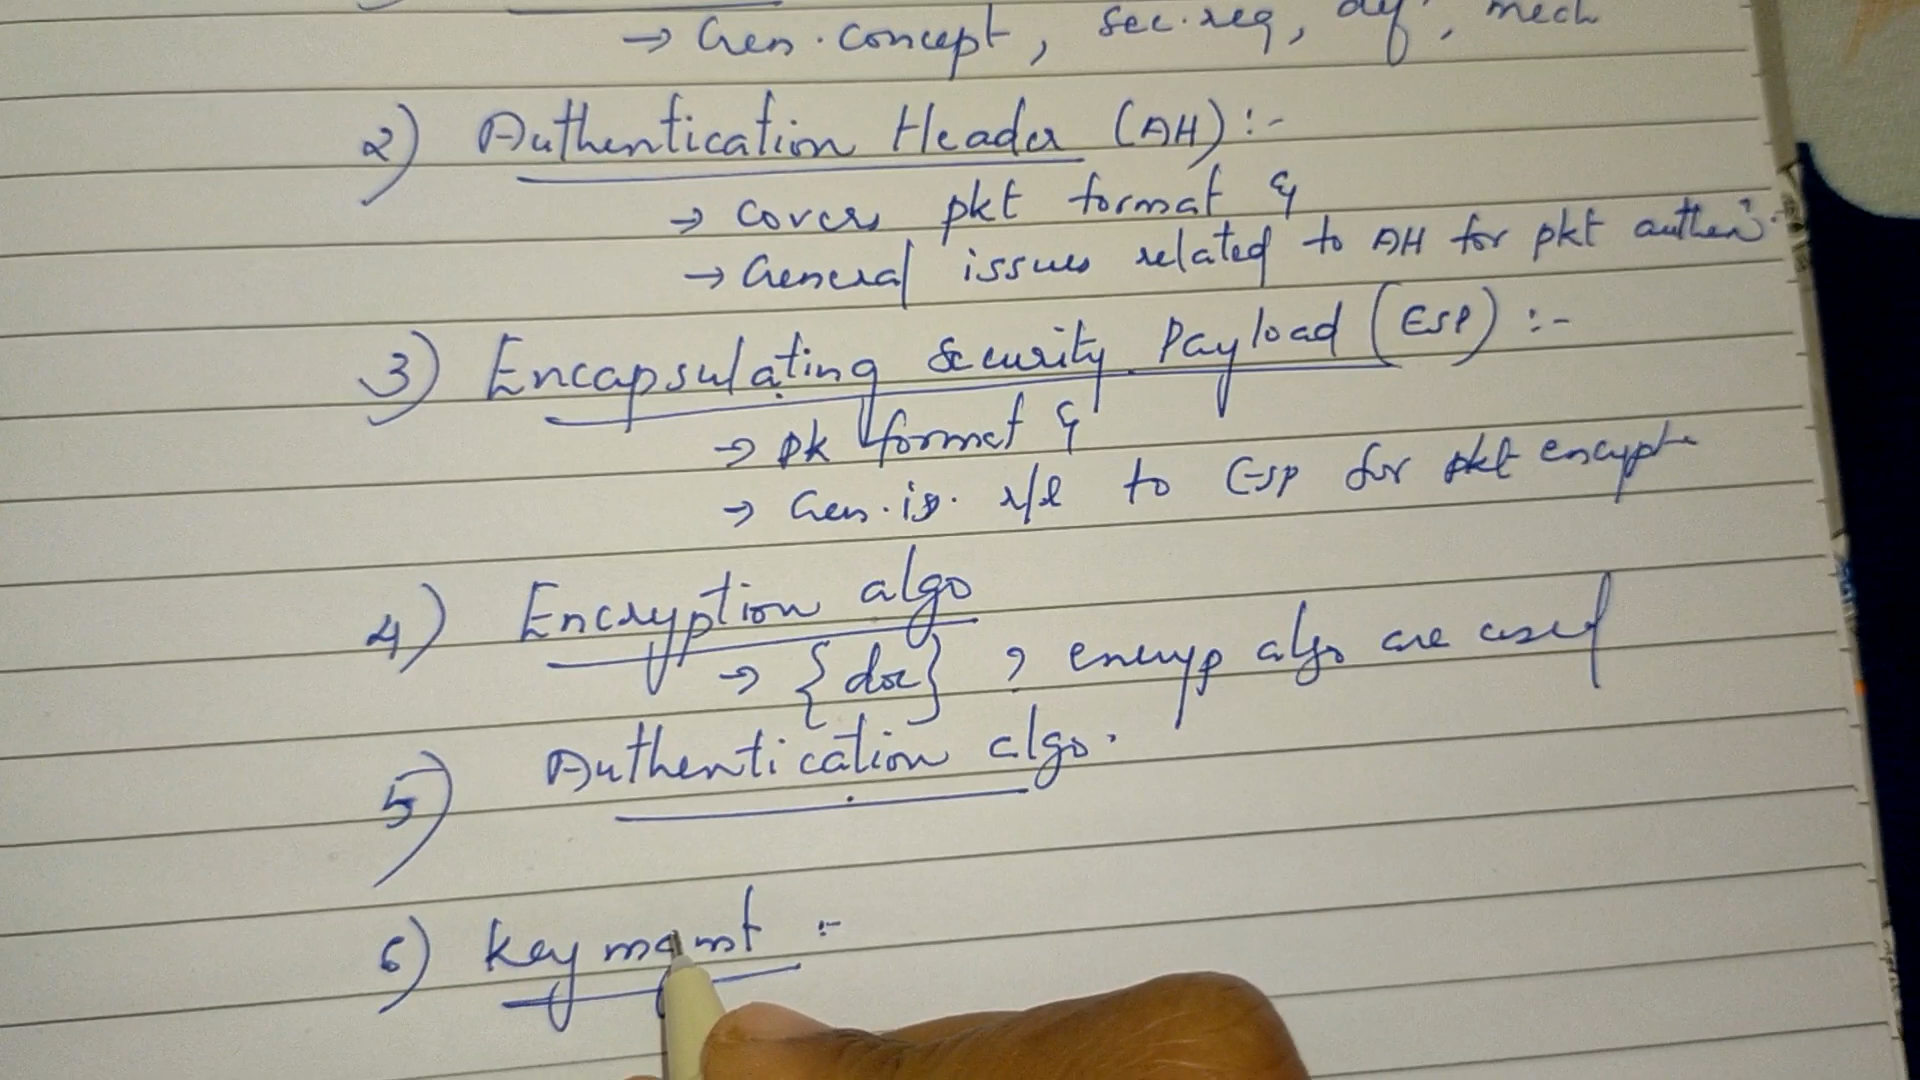 → Gen. concept, sec. req, def, mech
2) Authentication Header (AH) :-
→ covers pkt format &
→ General issues related to AH for pkt authen
3) Encapsulating Security Payload (ESP) :-
→ pk format &
→ Gen. is. r/l to ESP for pkt encypt
4) Encryption algo
→ {doc} , encryp algo are used
5) Authentication algo.
6) key mgmt :-